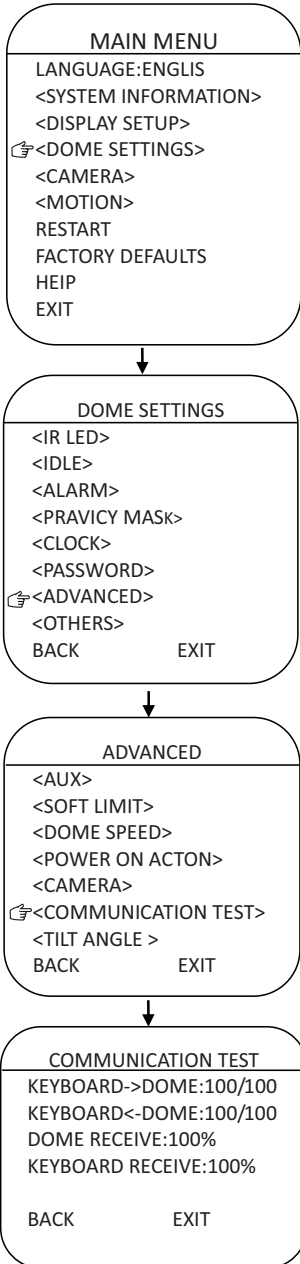 MAIN MENU
LANGUAGE:ENGLIS
<SYSTEM INFORMATION>
<DISPLAY SETUP>
<DOME SETTINGS>
<CAMERA>
<MOTION>
RESTART
FACTORY DEFAULTS
HEIP
EXIT
DOME SETTINGS
<IR LED>
<IDLE>
<ALARM>
<PRAVICY MASK>
<CLOCK>
<PASSWORD>
<ADVANCED>
<OTHERS>
BACK EXIT
ADVANCED
<AUX>
<SOFT LIMIT>
<DOME SPEED>
<POWER ON ACTON>
<CAMERA>
<COMMUNICATION TEST>
<TILT ANGLE >
BACK EXIT
COMMUNICATION TEST
KEYBOARD->DOME:100/100
KEYBOARD<-DOME:100/100
DOME RECEIVE:100%
KEYBOARD RECEIVE:100%
BACK EXIT